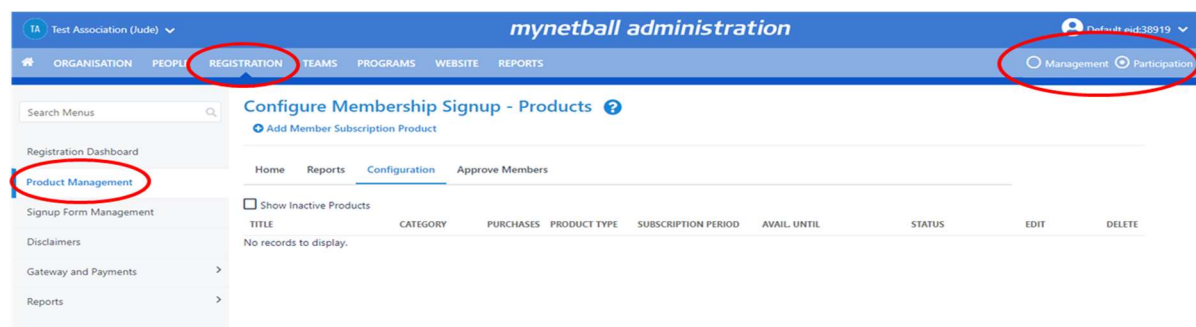 TA Test Association (Jude)
mynetball administration
Default eid:38919
ORGANISATION PEOPLE REGISTRATION TEAMS PROGRAMS WEBSITE REPORTS
Management Participation
Search Menus
Registration Dashboard
Product Management
Signup Form Management
Disclaimers
Gateway and Payments
Reports
Configure Membership Signup - Products ?
Add Member Subscription Product
Home Reports Configuration Approve Members
Show Inactive Products
TITLE CATEGORY PURCHASES PRODUCT TYPE SUBSCRIPTION PERIOD AVAIL. UNTIL STATUS EDIT DELETE
No records to display.